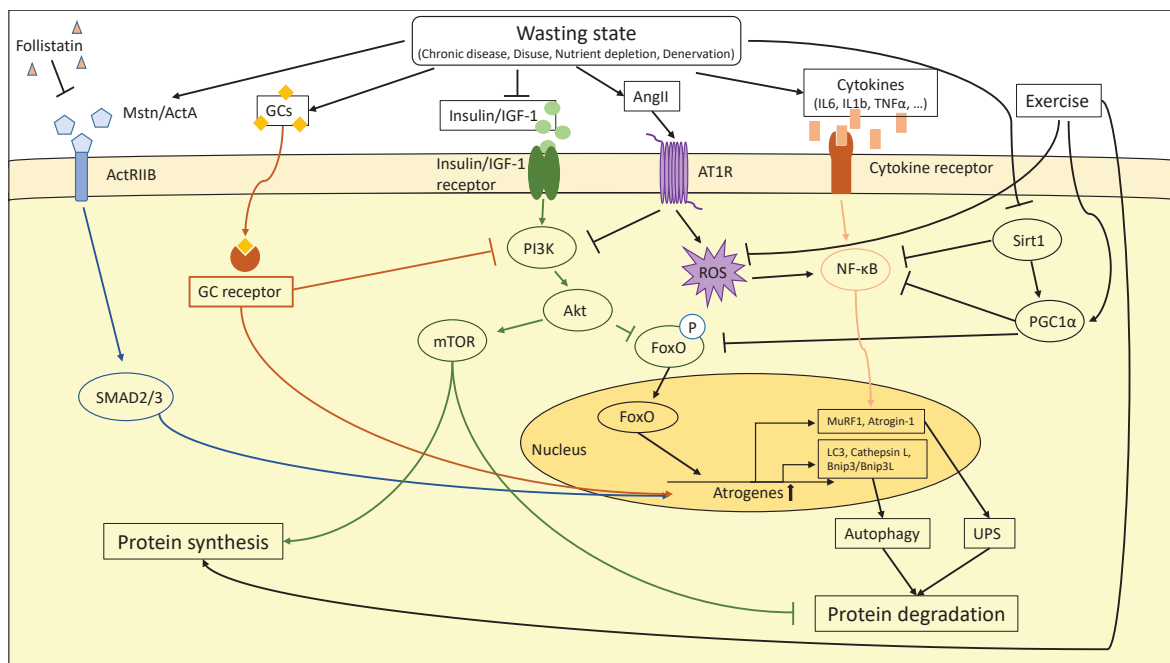 Wasting state
(Chronic disease, Disuse, Nutrient depletion, Denervation)
Follistatin
Mstn/ActA
GCs
Insulin/IGF-1
AngII
Cytokines
(IL6, IL1b, TNFα, ...)
Exercise
ActRIIB
Insulin/IGF-1
receptor
AT1R
Cytokine receptor
PI3K
ROS
NF-κB
Sirt1
GC receptor
Akt
PGC1α
mTOR
P
FoxO
SMAD2/3
FoxO
MuRF1, Atrogin-1
Nucleus
LC3, Cathepsin L,
Bnip3/Bnip3L
Atrogenes
Protein synthesis
Autophagy
UPS
Protein degradation